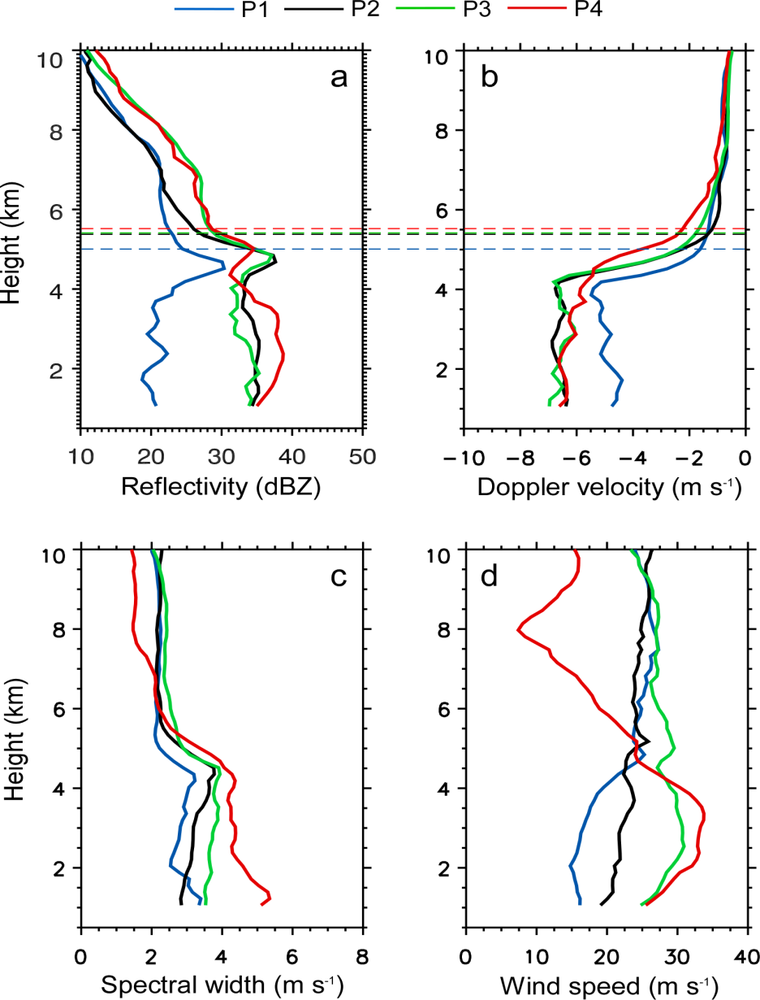 P1 P2 P3 P4
a
10
8
6
4
2
Height (km)
10 20 30 40 50
Reflectivity (dBZ)
b
10
8
6
4
2
−10 −8 −6 −4 −2 0
Doppler velocity (m s-1)
c
10
8
6
4
2
Height (km)
0 2 4 6 8
Spectral width (m s-1)
d
10
8
6
4
2
0 10 20 30 40
Wind speed (m s-1)